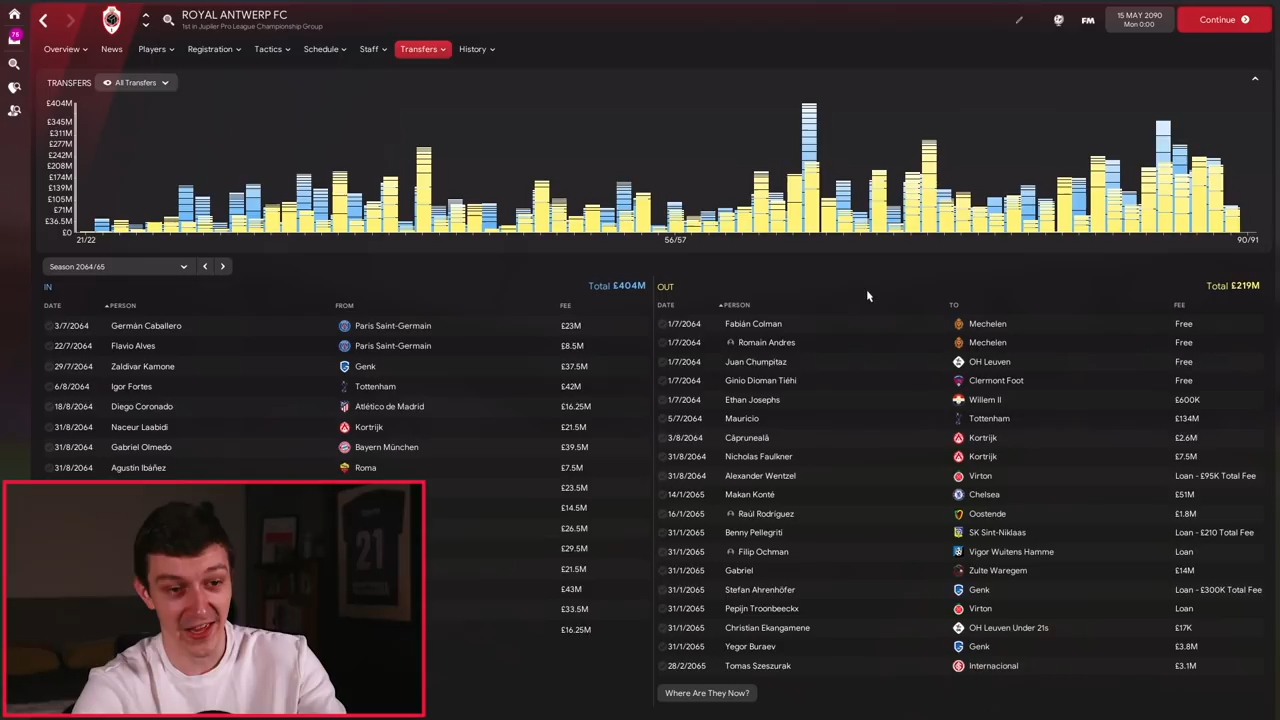 ROYAL ANTWERP FC
1st in Jupiler Pro League Championship Group
FM
15 MAY 2090
Mon 0:00
Continue
75
Overview
News
Players
Registration
Tactics
Schedule
Staff
Transfers
History
TRANSFERS
All Transfers
£404M
£345M
£311M
£277M
£242M
£208M
£174M
£139M
£105M
£71M
£36.5M
£0
21/22
56/57
90/91
Season 2064/65
IN
Total £404M
DATE PERSON FROM FEE
3/7/2064 Germán Caballero Paris Saint-Germain £23M
22/7/2064 Flavio Alves Paris Saint-Germain £8.5M
29/7/2064 Zaldivar Kamone Genk £37.5M
6/8/2064 Igor Fortes Tottenham £42M
18/8/2064 Diego Coronado Atlético de Madrid £16.25M
31/8/2064 Naceur Laabidi Kortrijk £21.5M
31/8/2064 Gabriel Olmedo Bayern München £39.5M
31/8/2064 Agustín Ibáñez Roma £7.5M
£23.5M
£14.5M
£26.5M
£29.5M
£21.5M
£43M
£33.5M
£16.25M
21
OUT
Total £219M
DATE PERSON TO FEE
1/7/2064 Fabián Colman Mechelen Free
1/7/2064 Romain Andres Mechelen Free
1/7/2064 Juan Chumpitaz OH Leuven Free
1/7/2064 Ginio Dioman Tiéhi Clermont Foot Free
1/7/2064 Ethan Josephs Willem II £600K
5/7/2064 Mauricio Tottenham £134M
3/8/2064 Căpruneală Kortrijk £2.6M
31/8/2064 Nicholas Faulkner Kortrijk £7.5M
31/8/2064 Alexander Wentzel Virton Loan - £95K Total Fee
14/1/2065 Makan Konté Chelsea £51M
16/1/2065 Raúl Rodríguez Oostende £1.8M
31/1/2065 Benny Pellegriti SK Sint-Niklaas Loan - £210 Total Fee
31/1/2065 Filip Ochman Vigor Wuitens Hamme Loan
31/1/2065 Gabriel Zulte Waregem £14M
31/1/2065 Stefan Ahrenhöfer Genk Loan - £300K Total Fee
31/1/2065 Pepijn Troonbeeckx Virton Loan
31/1/2065 Christian Ekangamene OH Leuven Under 21s £17K
31/1/2065 Yegor Buraev Genk £3.8M
28/2/2065 Tomas Szeszurak Internacional £3.1M
Where Are They Now?